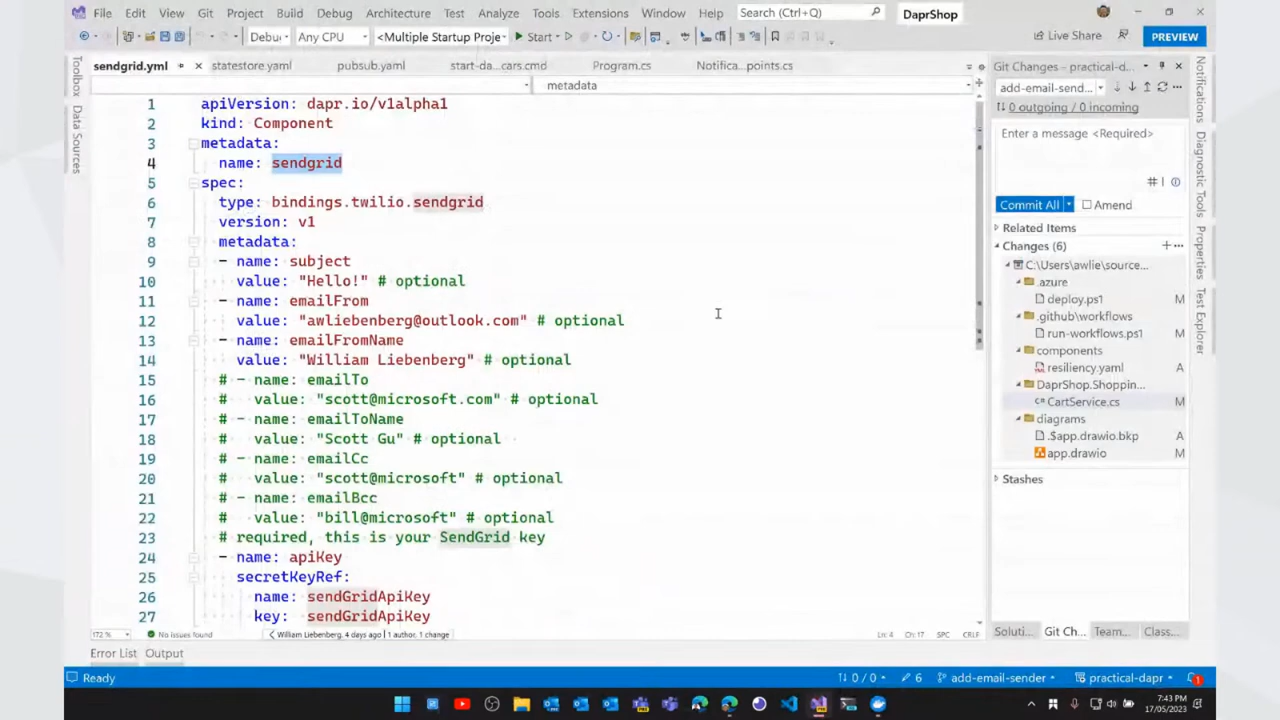 File Edit View Git Project Build Debug Architecture Test Analyze Tools Extensions Window Help Search (Ctrl+Q) DaprShop
Any CPU <Multiple Startup Proje Start Live Share PREVIEW
sendgrid.yml statestore.yaml pubsub.yaml start-da...cars.cmd Program.cs Notifica...points.cs
metadata
1 apiVersion: dapr.io/v1alpha1
2 kind: Component
3 metadata:
4 name: sendgrid
5 spec:
6 type: bindings.twilio.sendgrid
7 version: v1
8 metadata:
9 - name: subject
10 value: "Hello!" # optional
11 - name: emailFrom
12 value: "awliebenberg@outlook.com" # optional
13 - name: emailFromName
14 value: "William Liebenberg" # optional
15 # - name: emailTo
16 # value: "scott@microsoft.com" # optional
17 # - name: emailToName
18 # value: "Scott Gu" # optional
19 # - name: emailCc
20 # value: "scott@microsoft" # optional
21 # - name: emailBcc
22 # value: "bill@microsoft" # optional
23 # required, this is your SendGrid key
24 - name: apiKey
25 secretKeyRef:
26 name: sendGridApiKey
27 key: sendGridApiKey
172 % No issues found William Liebenberg, 4 days ago | 1 author, 1 change Ln: 4 Ch: 17 SPC CRLF
Toolbox
Data Sources
Git Changes - practical-d...
add-email-send...
0 outgoing / 0 incoming
Enter a message <Required>
Commit All Amend
Related Items
Changes (6)
C:\Users\awlie\source...
.azure
deploy.ps1 M
.github\workflows
run-workflows.ps1 M
components
resiliency.yaml A
DaprShop.Shoppin...
CartService.cs M
diagrams
.$app.drawio.bkp A
app.drawio M
Stashes
Soluti... Git Ch... Team... Class...
Notifications
Diagnostic Tools
Properties
Test Explorer
Error List Output
Ready 0 / 0 6 add-email-sender practical-dapr 1
7:43 PM
17/05/2023